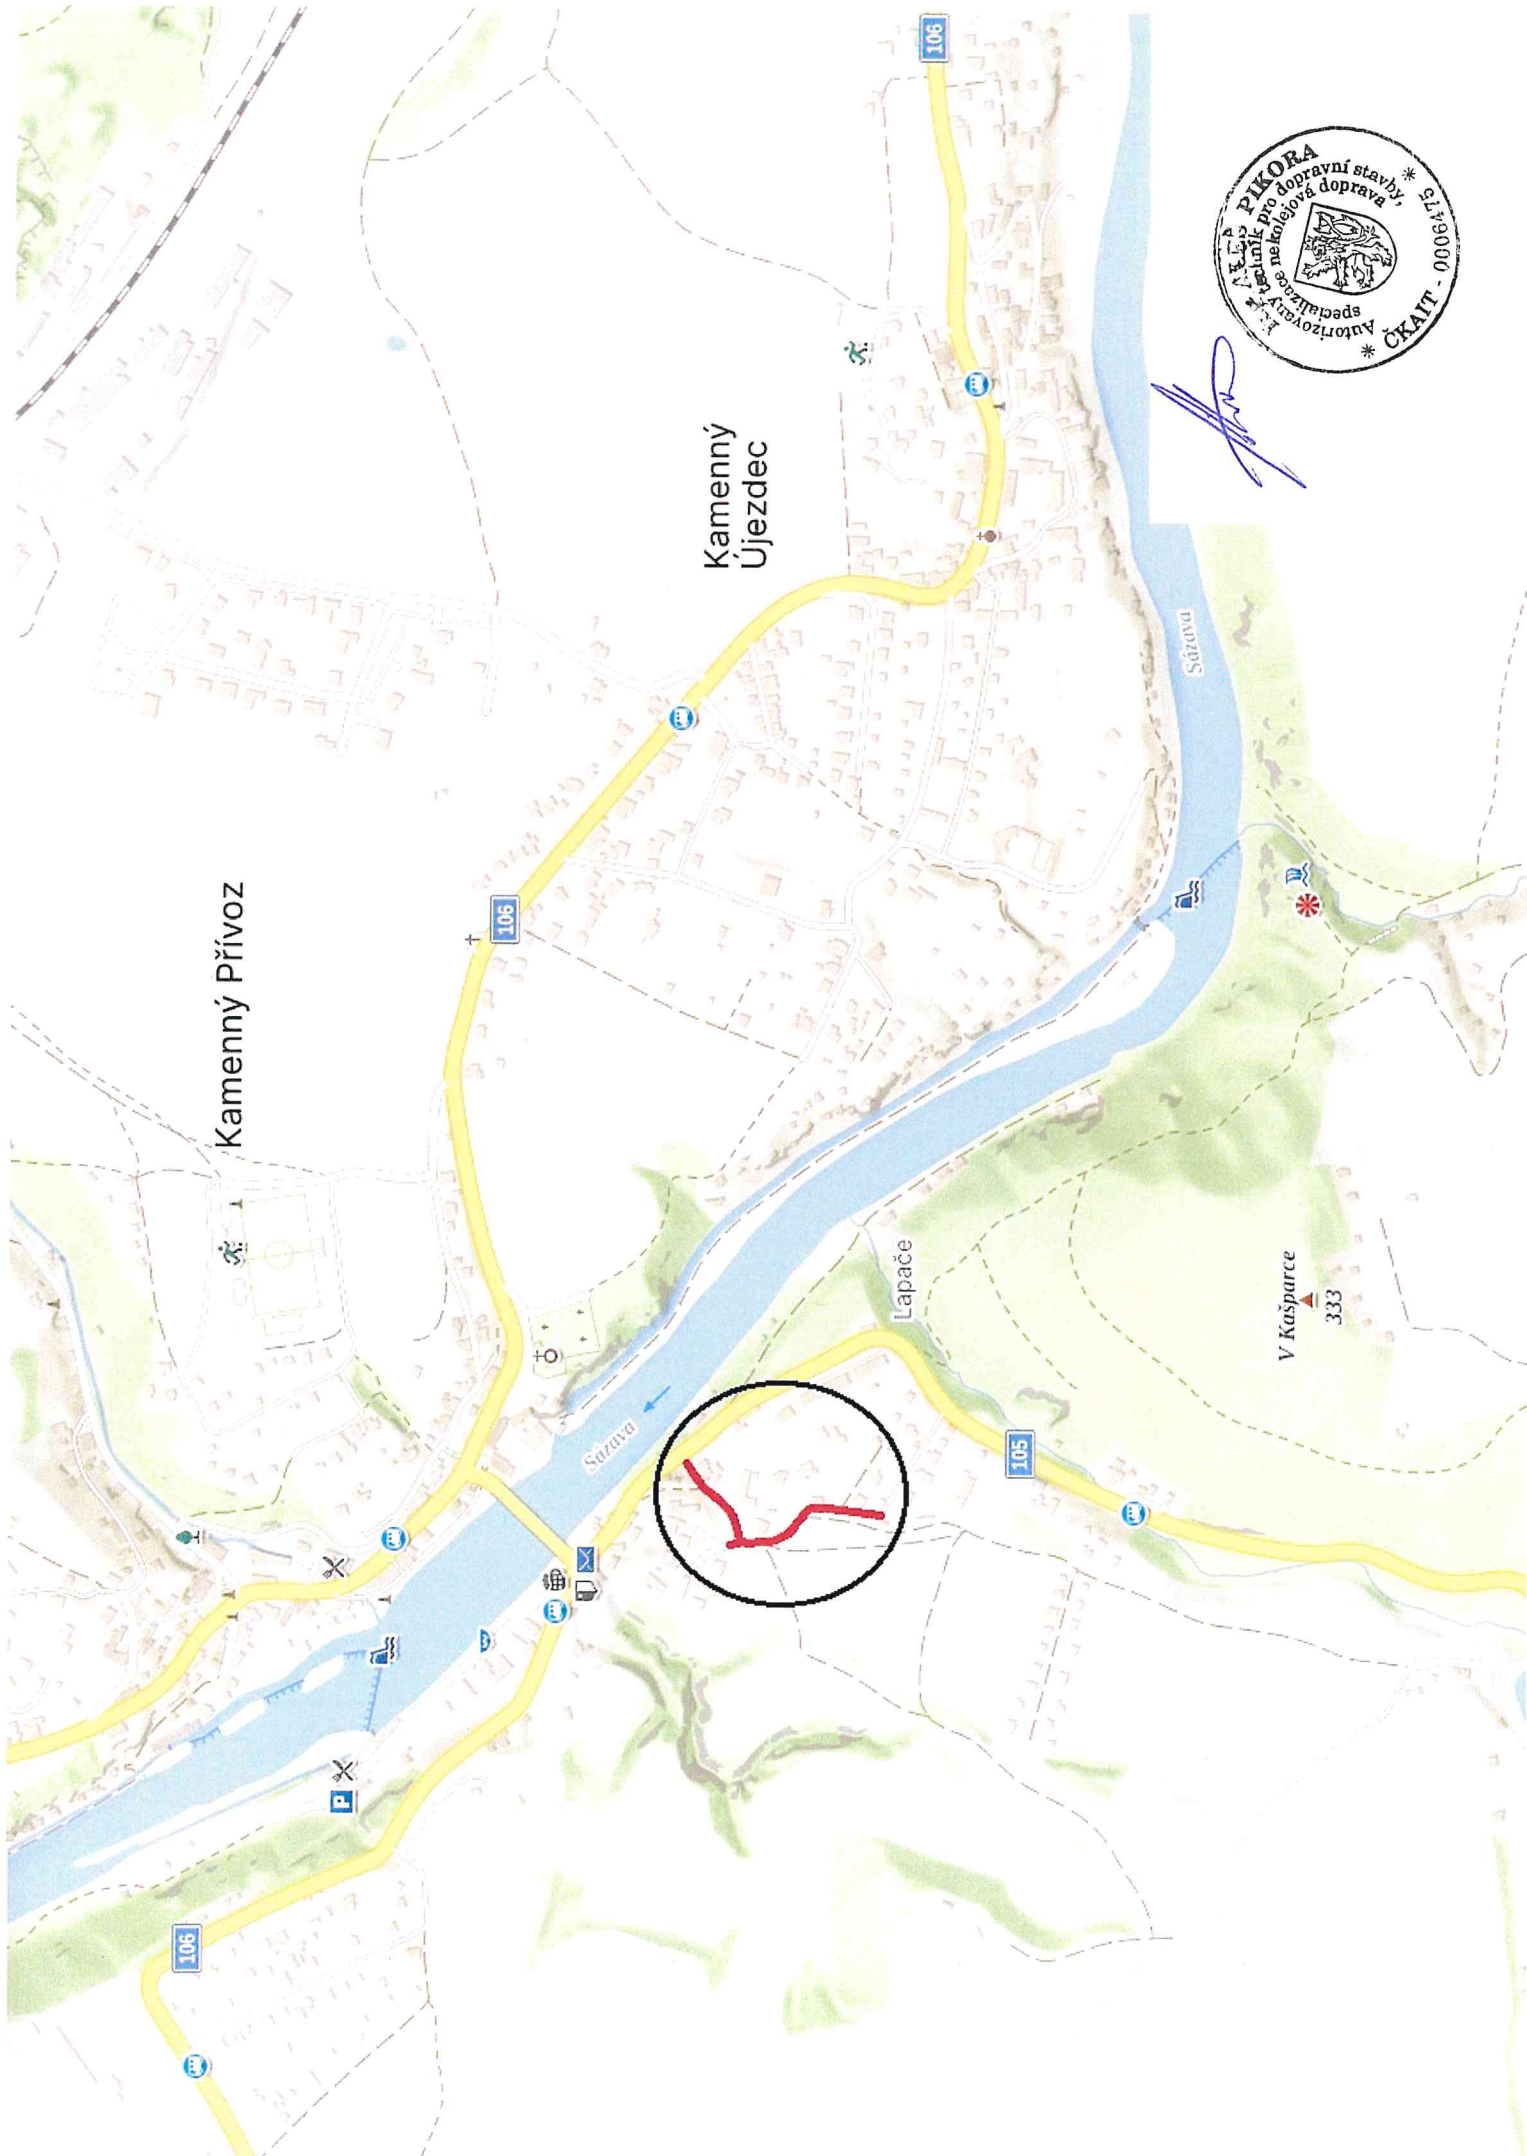 Kamenný Přívoz
Kamenný
Újezdec
106
106
106
105
Sázava
Sázava
Lapače
V Kašparce
333
P
ALEŠ PIKORA
Autorizovaný technik pro dopravní stavby,
specializace nekolejová doprava
* ČKAIT - 0006475 *